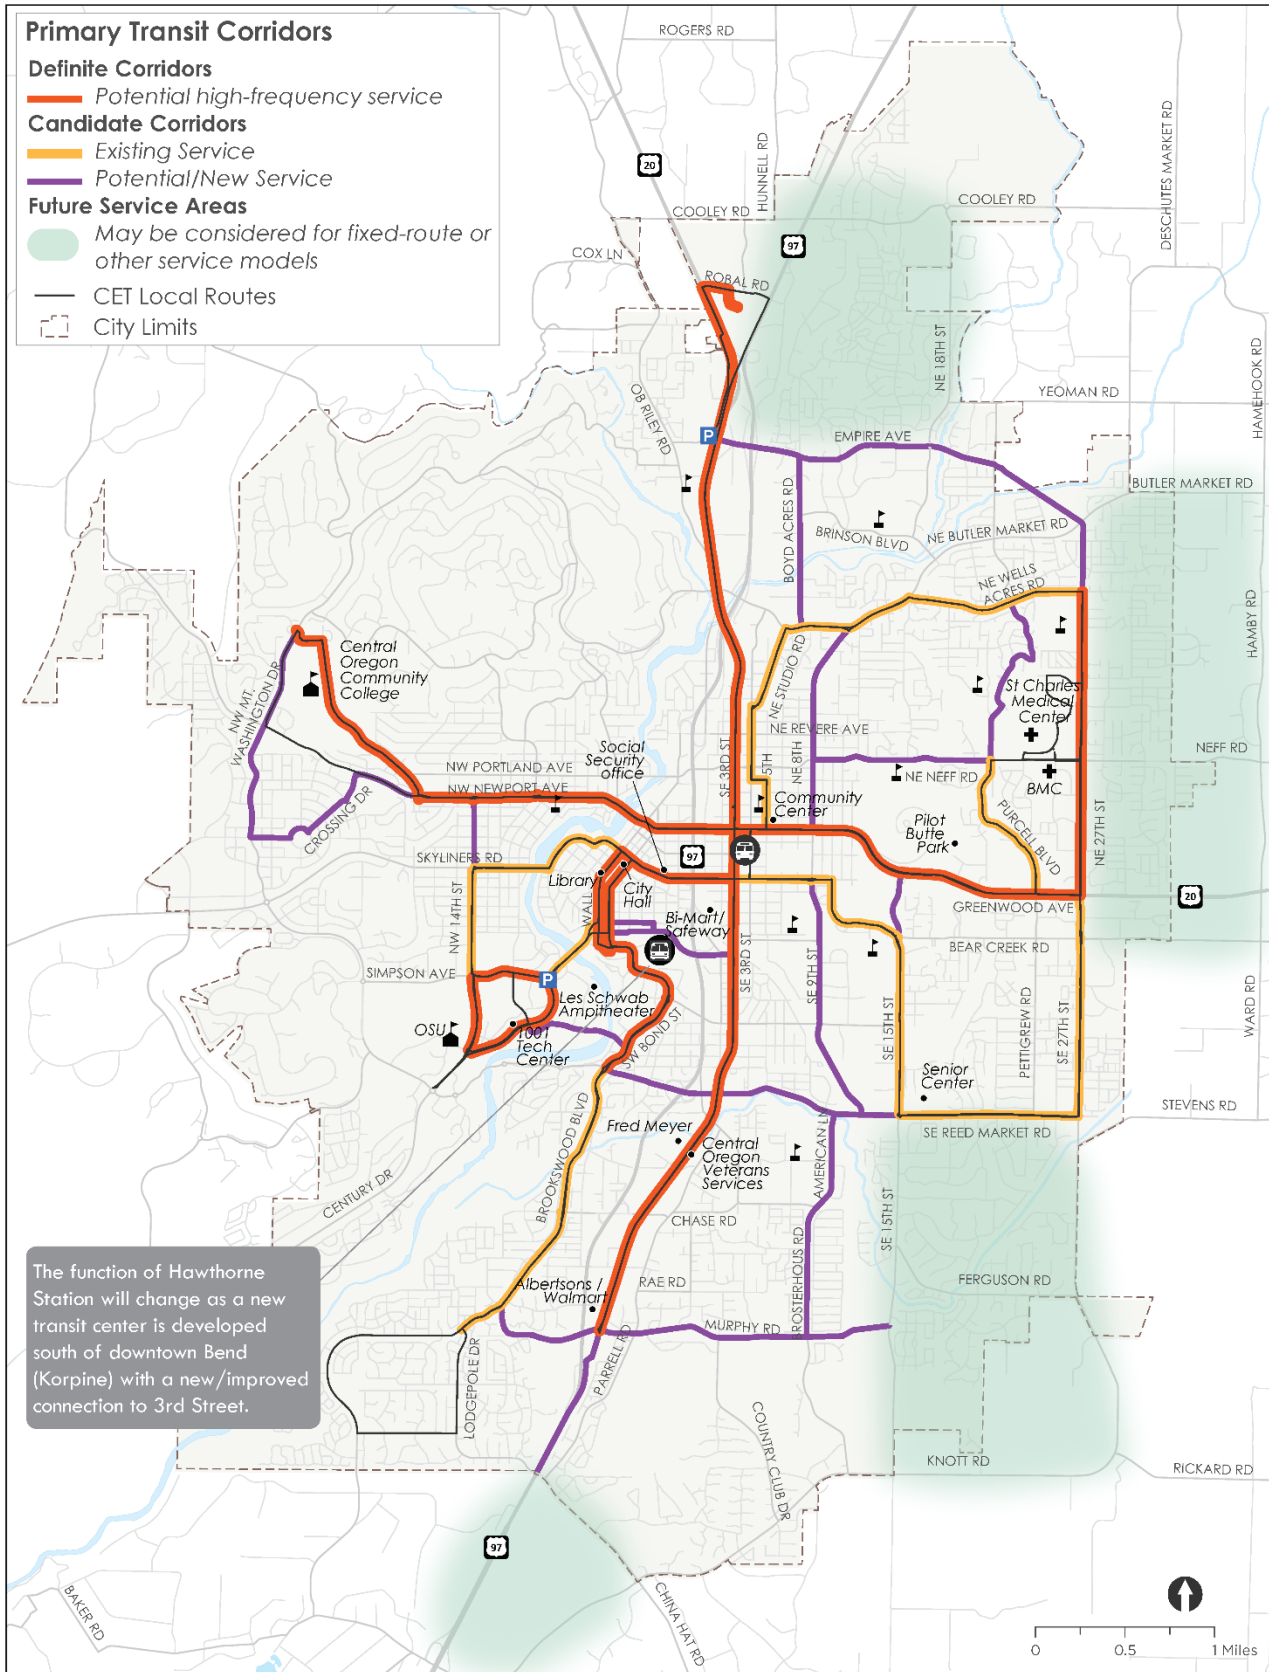 Primary Transit Corridors
Definite Corridors
Potential high-frequency service
Candidate Corridors
Existing Service
Potential/New Service
Future Service Areas
May be considered for fixed-route or
other service models
CET Local Routes
City Limits
ROGERS RD
20
HUNNELL RD
DESCHUTES MARKET RD
COOLEY RD
COOLEY RD
97
COX LN
ROBAL RD
NE 18TH ST
HAMEHOOK RD
OB RILEY RD
YEOMAN RD
P
EMPIRE AVE
BOYD ACRES RD
BUTLER MARKET RD
BRINSON BLVD
NE BUTLER MARKET RD
NE WELLS
ACRES RD
HAMBY RD
Central
Oregon
Community
College
NW MT.
WASHINGTON DR
NE STUDIO RD
St Charles
Medical
Center
NE REVERE AVE
Social
Security
office
SE 3RD ST
5TH
NE 8TH
NEFF RD
NW PORTLAND AVE
NW NEWPORT AVE
NE NEFF RD
BMC
Community
Center
Pilot
Butte
Park
PURCELL BLVD
NE 27TH ST
CROSSING DR
SKYLINERS RD
97
Library
City
Hall
GREENWOOD AVE
20
NW 14TH ST
WALL
Bi-Mart/
Safeway
BEAR CREEK RD
SIMPSON AVE
P
SE 3RD ST
SE 9TH ST
Les Schwab
Ampitheater
SE 15TH ST
PETTIGREW RD
SE 27TH ST
WARD RD
OSU
1001
Tech
Center
SW BOND ST
Senior
Center
STEVENS RD
BROOKSWOOD BLVD
Fred Meyer
SE REED MARKET RD
Central
Oregon
Veterans
Services
AMERICAN LN
CENTURY DR
CHASE RD
SE 15TH ST
The function of Hawthorne
Station will change as a new
transit center is developed
south of downtown Bend
(Korpine) with a new/improved
connection to 3rd Street.
Albertsons /
Walmart
RAE RD
BROSTERHOUS RD
FERGUSON RD
MURPHY RD
PARRELL RD
LODGEPOLE DR
COUNTRY CLUB DR
KNOTT RD
RICKARD RD
97
BAKER RD
CHINA HAT RD
0 0.5 1 Miles